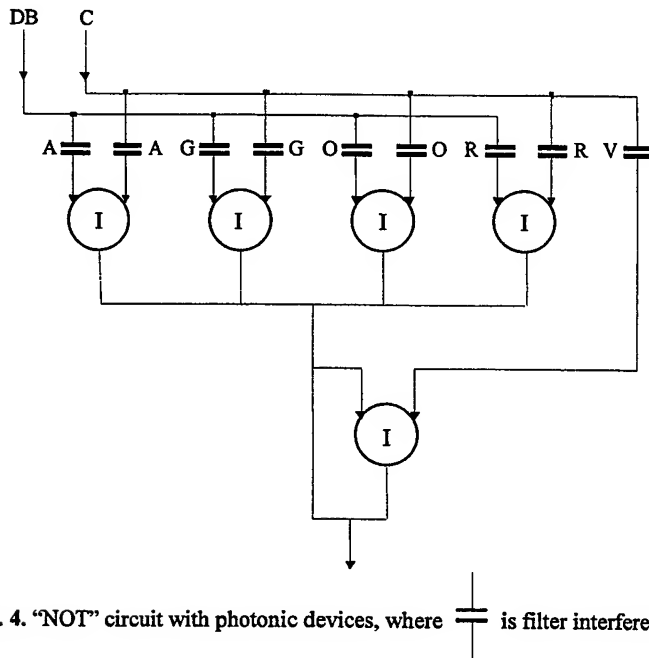 DB C
A A G G O O R R V
I I I I
I
. 4. “NOT” circuit with photonic devices, where is filter interfere